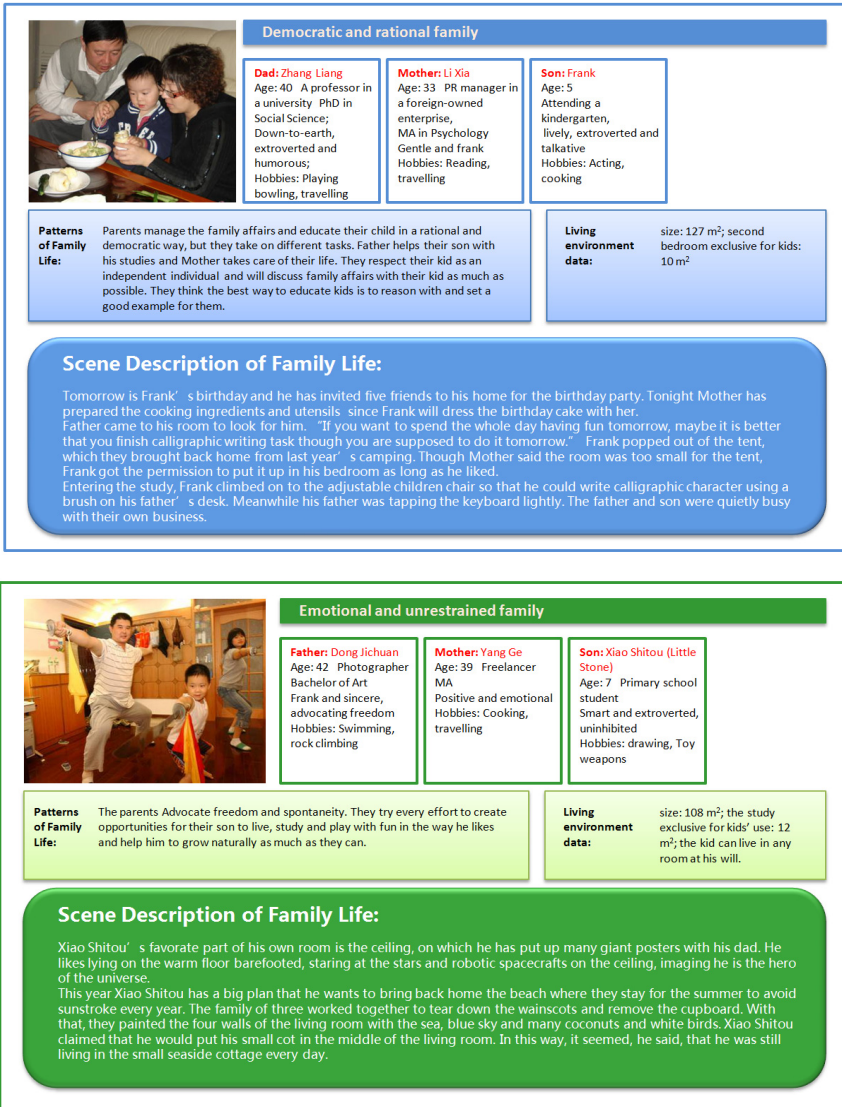 Democratic and rational family
Dad: Zhang Liang
Age: 40 A professor in
a university PhD in
Social Science;
Down-to-earth,
extroverted and
humorous;
Hobbies: Playing
bowling, travelling
Mother: Li Xia
Age: 33 PR manager in
a foreign-owned
enterprise,
MA in Psychology
Gentle and frank
Hobbies: Reading,
travelling
Son: Frank
Age: 5
Attending a
kindergarten,
lively, extroverted and
talkative
Hobbies: Acting,
cooking
Patterns
of Family
Life:
Parents manage the family affairs and educate their child in a rational and
democratic way, but they take on different tasks. Father helps their son with
his studies and Mother takes care of their life. They respect their kid as an
independent individual and will discuss family affairs with their kid as much as
possible. They think the best way to educate kids is to reason with and set a
good example for them.
Living
environment
data:
size: 127 m²; second
bedroom exclusive for kids:
10 m²
Scene Description of Family Life:
Tomorrow is Frank's birthday and he has invited five friends to his home for the birthday party. Tonight Mother has
prepared the cooking ingredients and utensils since Frank will dress the birthday cake with her.
Father came to his room to look for him. "If you want to spend the whole day having fun tomorrow, maybe it is better
that you finish calligraphic writing task though you are supposed to do it tomorrow." Frank popped out of the tent,
which they brought back home from last year's camping. Though Mother said the room was too small for the tent,
Frank got the permission to put it up in his bedroom as long as he liked.
Entering the study, Frank climbed on to the adjustable children chair so that he could write calligraphic character using a
brush on his father's desk. Meanwhile his father was tapping the keyboard lightly. The father and son were quietly busy
with their own business.
Emotional and unrestrained family
Father: Dong Jichuan
Age: 42 Photographer
Bachelor of Art
Frank and sincere,
advocating freedom
Hobbies: Swimming,
rock climbing
Mother: Yang Ge
Age: 39 Freelancer
MA
Positive and emotional
Hobbies: Cooking,
travelling
Son: Xiao Shitou (Little
Stone)
Age: 7 Primary school
student
Smart and extroverted,
uninhibited
Hobbies: drawing, Toy
weapons
Patterns
of Family
Life:
The parents Advocate freedom and spontaneity. They try every effort to create
opportunities for their son to live, study and play with fun in the way he likes
and help him to grow naturally as much as they can.
Living
environment
data:
size: 108 m²; the study
exclusive for kids' use: 12
m²; the kid can live in any
room at his will.
Scene Description of Family Life:
Xiao Shitou's favorate part of his own room is the ceiling, on which he has put up many giant posters with his dad. He
likes lying on the warm floor barefooted, staring at the stars and robotic spacecrafts on the ceiling, imaging he is the hero
of the universe.
This year Xiao Shitou has a big plan that he wants to bring back home the beach where they stay for the summer to avoid
sunstroke every year. The family of three worked together to tear down the wainscots and remove the cupboard. With
that, they painted the four walls of the living room with the sea, blue sky and many coconuts and white birds. Xiao Shitou
claimed that he would put his small cot in the middle of the living room. In this way, it seemed, he said, that he was still
living in the small seaside cottage every day.